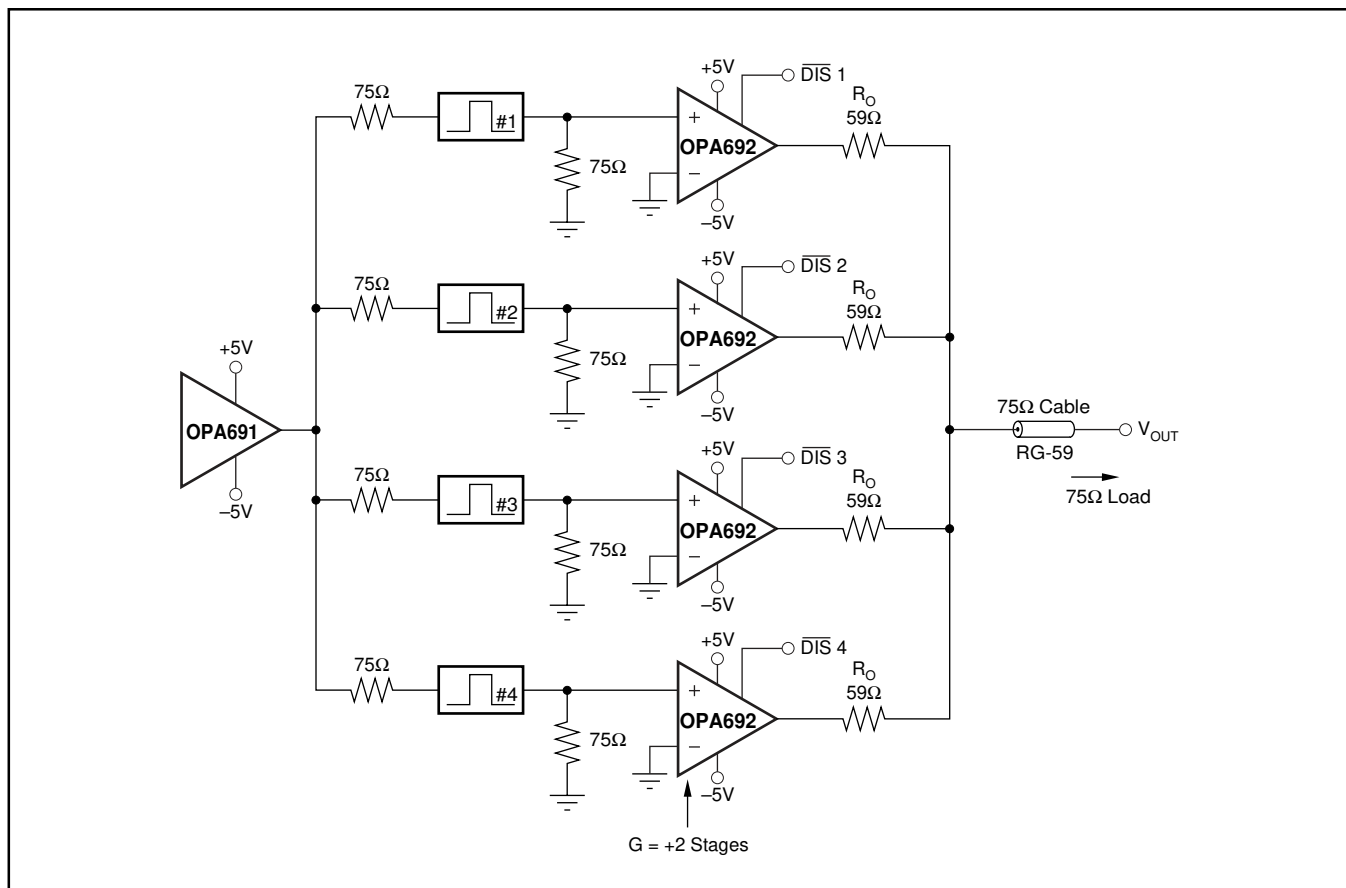 +5V
DIS 1
75Ω
#1
+
OPA692
−
–5V
75Ω
R_O
59Ω
+5V
DIS 2
75Ω
#2
+
OPA692
−
–5V
75Ω
R_O
59Ω
+5V
OPA691
–5V
75Ω Cable
RG-59
V_OUT
75Ω Load
+5V
DIS 3
75Ω
#3
+
OPA692
−
–5V
75Ω
R_O
59Ω
+5V
DIS 4
75Ω
#4
+
OPA692
−
–5V
75Ω
R_O
59Ω
G = +2 Stages